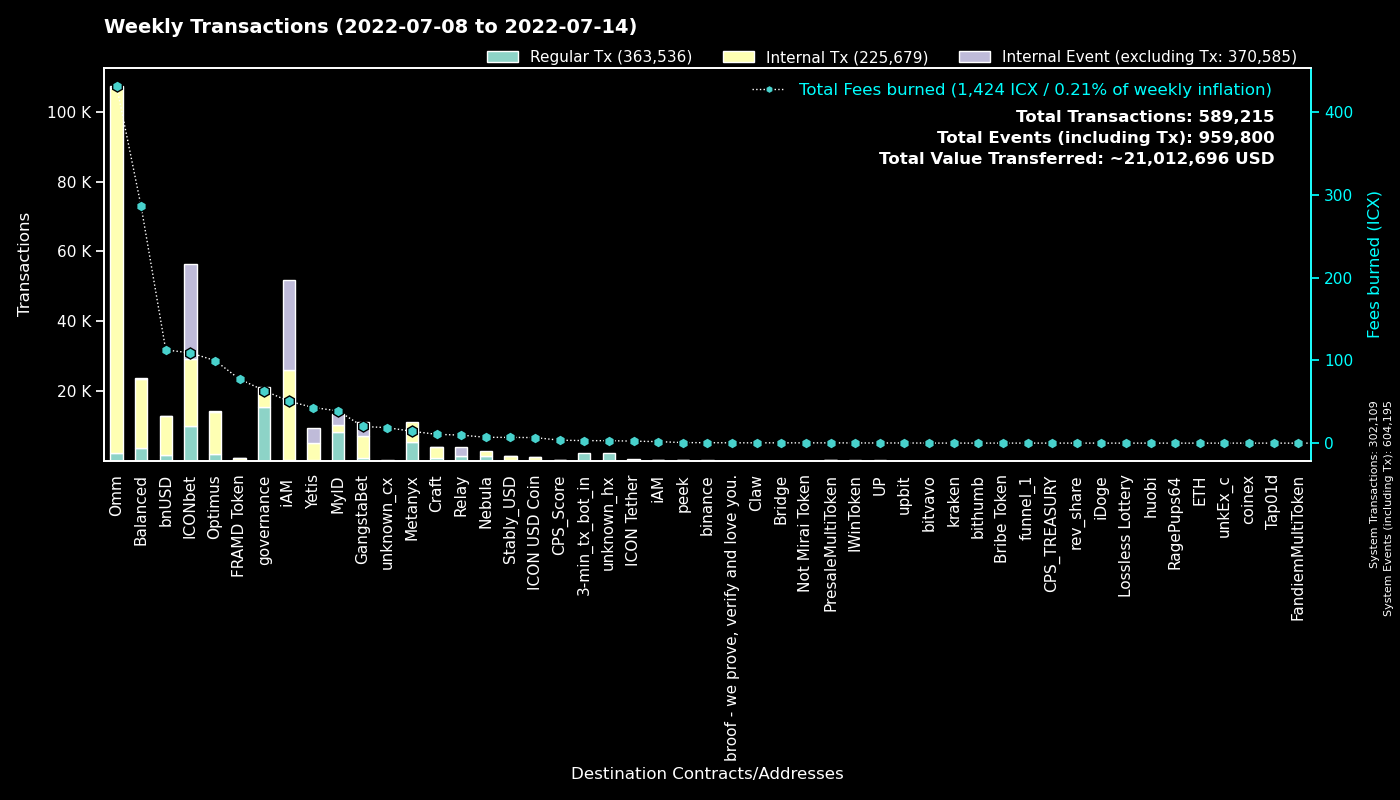 Weekly Transactions (2022-07-08 to 2022-07-14)
Regular Tx (363,536)
Internal Tx (225,679)
Internal Event (excluding Tx: 370,585)
Total Fees burned (1,424 ICX / 0.21% of weekly inflation)
Total Transactions: 589,215
Total Events (including Tx): 959,800
Total Value Transferred: ~21,012,696 USD
Transactions
100 K
80 K
60 K
40 K
20 K
400
300
200
100
0
Fees burned (ICX)
System Transactions: 302,109
System Events (including Tx): 604,195
Omm
Balanced
bnUSD
ICONbet
Optimus
FRAMD Token
governance
iAM
Yetis
MyID
GangstaBet
unknown_cx
Metanyx
Craft
Relay
Nebula
Stably_USD
ICON USD Coin
CPS_Score
3-min_tx_bot_in
unknown_hx
ICON Tether
iAM
peek
binance
broof - we prove, verify and love you.
Claw
Bridge
Not Mirai Token
PresaleMultiToken
IWinToken
UP
upbit
bitvavo
kraken
bithumb
Bribe Token
funnel_1
CPS_TREASURY
rev_share
iDoge
Lossless Lottery
huobi
RagePups64
ETH
unkEx_c
coinex
Tap01d
FandiemMultiToken
Destination Contracts/Addresses